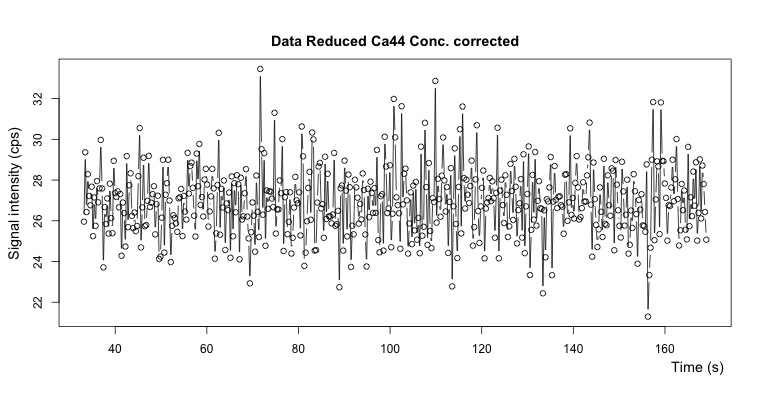 Data Reduced Ca44 Conc. corrected
Signal intensity (cps)
32
30
28
26
24
22
40 60 80 100 120 140 160
Time (s)